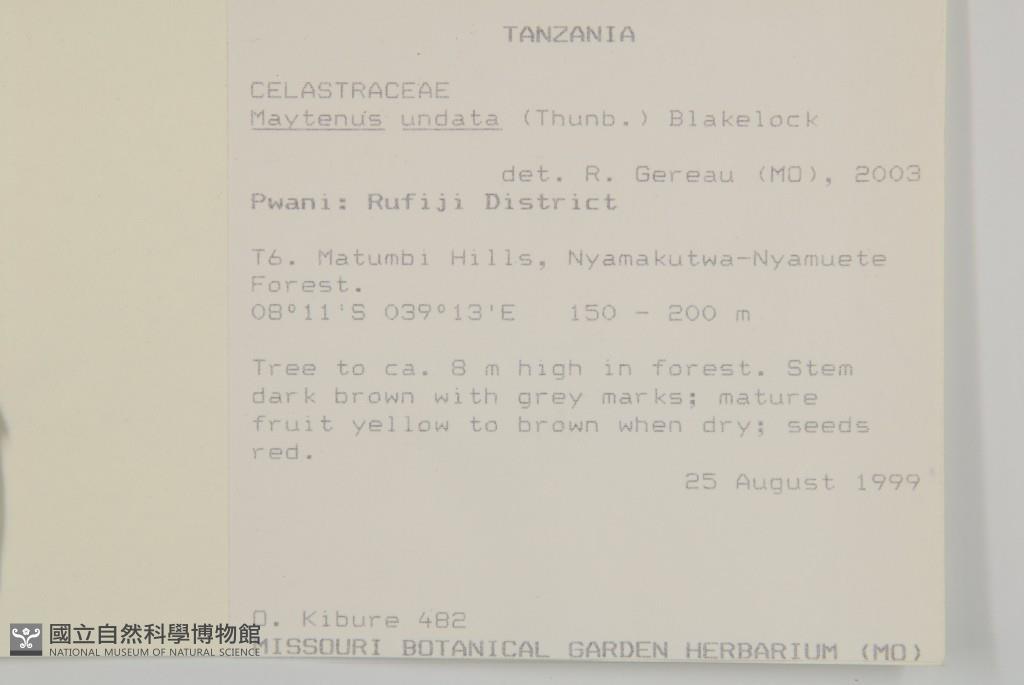 TANZANIA
CELASTRACEAE
Maytenus undata (Thunb.) Blakelock
det. R. Gereau (MO), 2003
Pwani: Rufiji District
T6. Matumbi Hills, Nyamakutwa-Nyamuete
Forest.
08°11'S 039°13'E 150 - 200 m
Tree to ca. 8 m high in forest. Stem
dark brown with grey marks; mature
fruit yellow to brown when dry; seeds
red.
25 August 1999
O. Kibure 482
MISSOURI BOTANICAL GARDEN HERBARIUM (MO)
國立自然科學博物館
NATIONAL MUSEUM OF NATURAL SCIENCE